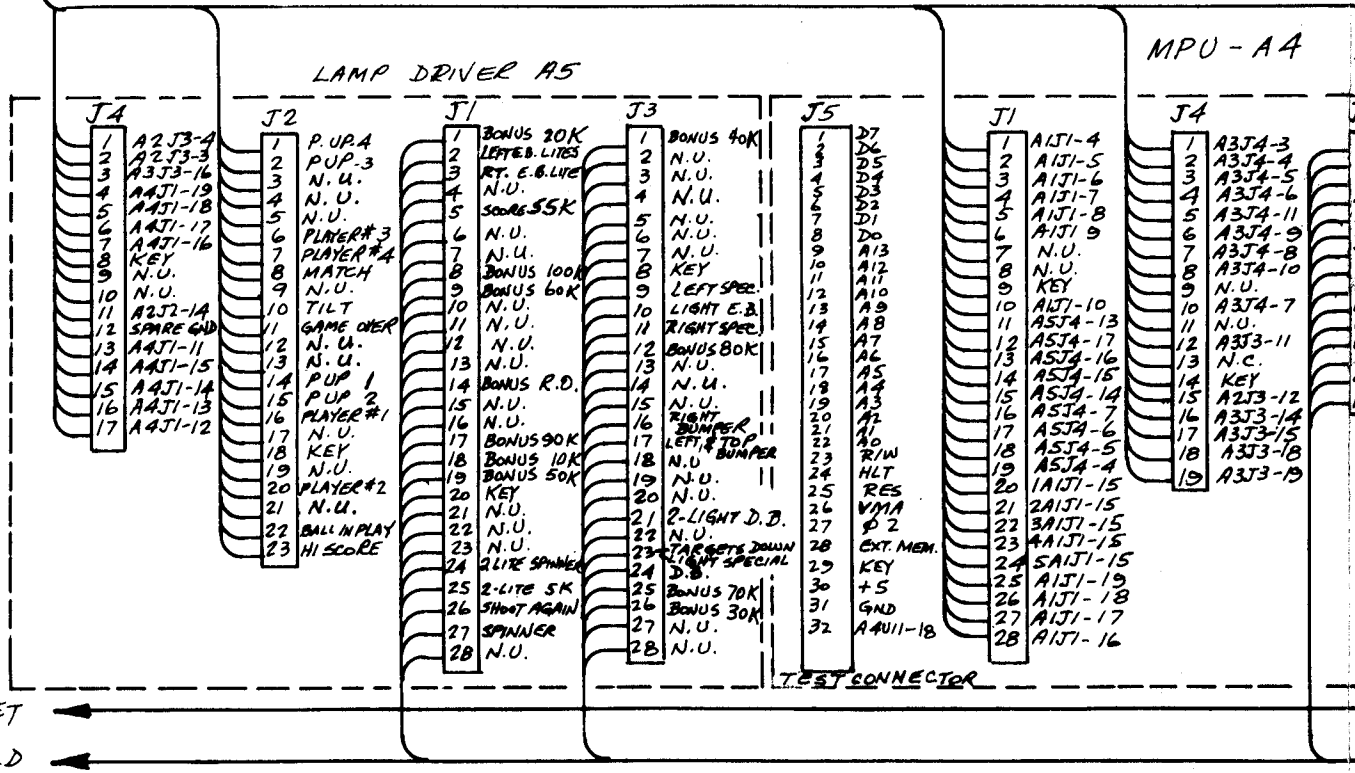 MPU - A4
LAMP DRIVER A5
J4
1 A2J3-4
2 A2J3-3
3 A3J3-16
4 A4J1-19
5 A4J1-18
6 A4J1-17
7 A4J1-16
8 KEY
9 N.U.
10 N.U.
11 A2J2-14
12 SPARE GND
13 A4J1-11
14 A4J1-15
15 A4J1-14
16 A4J1-13
17 A4J1-12
J2
1 P.UP.4
2 PUP.3
3 N.U.
4 N.U.
5 N.U.
6 PLAYER#3
7 PLAYER#4
8 MATCH
9 N.U.
10 TILT
11 GAME OVER
12 N.U.
13 N.U.
14 PUP 1
15 PUP 2
16 PLAYER#1
17 N.U.
18 KEY
19 N.U.
20 PLAYER#2
21 N.U.
22 BALL IN PLAY
23 HI SCORE
J1
1 BONUS 20K
2 LEFT E.B. LITES
3 RT. E.B. LITE
4 N.U.
5 SCORE 55K
6 N.U.
7 N.U.
8 BONUS 100K
9 BONUS 60K
10 N.U.
11 N.U.
12 N.U.
13 N.U.
14 BONUS R.O.
15 N.U.
16 N.U.
17 BONUS 90K
18 BONUS 10K
19 BONUS 50K
20 KEY
21 N.U.
22 N.U.
23 N.U.
24 2 LITE SPINNER
25 2-LITE 5K
26 SHOOT AGAIN
27 SPINNER
28 N.U.
J3
1 BONUS 40K
2 N.U.
3 N.U.
4 N.U.
5 N.U.
6 N.U.
7 N.U.
8 KEY
9 LEFT SPEC.
10 LIGHT E.B.
11 RIGHT SPEC.
12 BONUS 80K
13 N.U.
14 N.U.
15 N.U.
16 RIGHT BUMPER
17 LEFT & TOP BUMPER
18 N.U
19 N.U.
20 N.U.
21 2-LIGHT D.B.
22 N.U.
23 TARGETS DOWN LIGHT SPECIAL
24 D.B.
25 BONUS 70K
26 BONUS 30K
27 N.U.
28 N.U.
J5
1 D7
2 D6
3 D5
4 D4
5 D3
6 D2
7 D1
8 D0
9 A13
10 A12
11 A11
12 A10
13 A9
14 A8
15 A7
16 A6
17 A5
18 A4
19 A3
20 A2
21 A1
22 A0
23 R/W
24 HLT
25 RES
26 VMA
27 φ2
28 EXT. MEM.
29 KEY
30 +5
31 GND
32 A4U11-18
TEST CONNECTOR
J1
1 A1J1-4
2 A1J1-5
3 A1J1-6
4 A1J1-7
5 A1J1-8
6 A1J1 9
7 N.U.
8 N.U.
9 KEY
10 A1J1-10
11 A5J4-13
12 A5J4-17
13 A5J4-16
14 A5J4-15
15 A5J4-14
16 A5J4-7
17 A5J4-6
18 A5J4-5
19 A5J4-4
20 1A1J1-15
21 2A1J1-15
22 3A1J1-15
23 4A1J1-15
24 5A1J1-15
25 A1J1-19
26 A1J1-18
27 A1J1-17
28 A1J1-16
J4
1 A3J4-3
2 A3J4-4
3 A3J4-5
4 A3J4-6
5 A3J4-11
6 A3J4-9
7 A3J4-8
8 A3J4-10
9 N.U.
10 A3J4-7
11 N.U.
12 A3J3-11
13 N.C.
14 KEY
15 A2J3-12
16 A3J3-14
17 A3J3-15
18 A3J3-18
19 A3J3-19